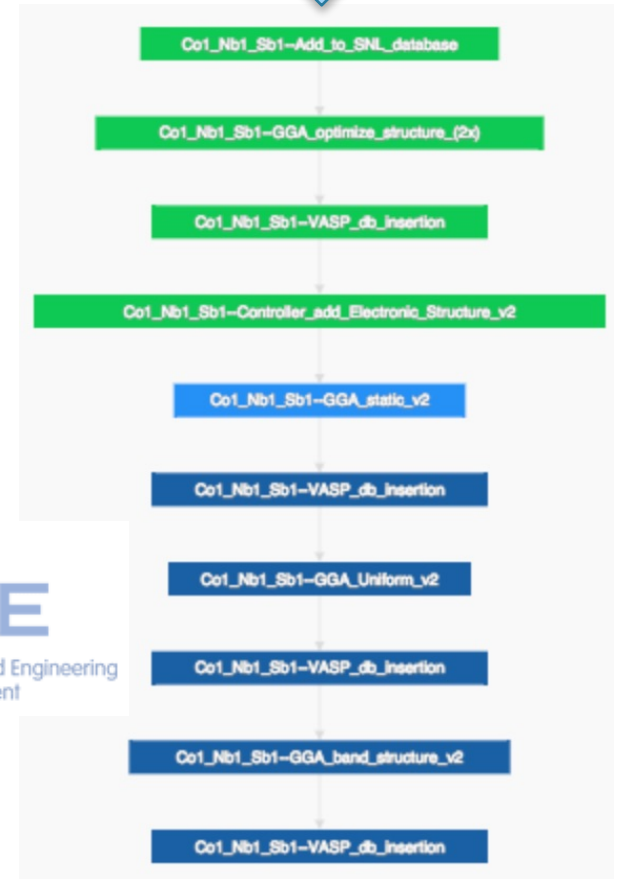 Co1_Nb1_Sb1--Add_to_SNL_database
Co1_Nb1_Sb1--GGA_optimize_structure_(2x)
Co1_Nb1_Sb1--VASP_db_insertion
Co1_Nb1_Sb1--Controller_add_Electronic_Structure_v2
Co1_Nb1_Sb1--GGA_static_v2
Co1_Nb1_Sb1--VASP_db_insertion
Co1_Nb1_Sb1--GGA_Uniform_v2
E
d Engineering
ent
Co1_Nb1_Sb1--VASP_db_insertion
Co1_Nb1_Sb1--GGA_band_structure_v2
Co1_Nb1_Sb1--VASP_db_insertion